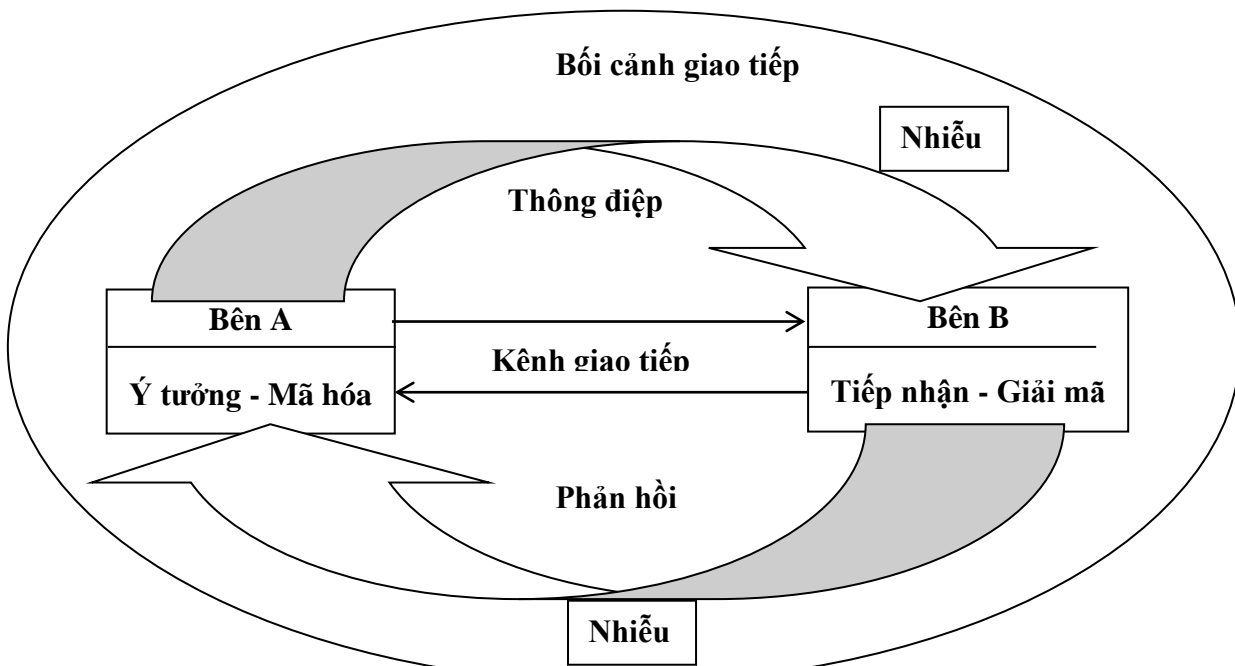 Bối cảnh giao tiếp
Nhiễu
Thông điệp
Bên A
Bên B
Kênh giao tiếp
Ý tưởng - Mã hóa
Tiếp nhận - Giải mã
Phản hồi
Nhiễu